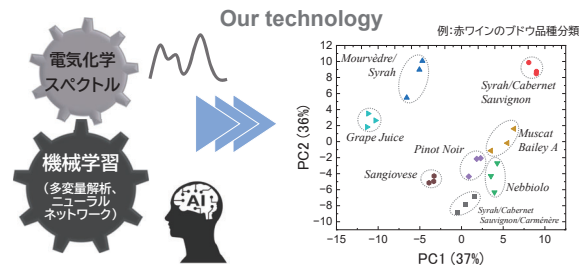 Our technology
電気化学
スペクトル
機械学習
(多変量解析、
ニューラル
ネットワーク)
AI
例:赤ワインのブドウ品種分類
12
10
8
6
4
2
0
-2
-4
-6
-8
-10
PC2 (36%)
Mourvèdre/
Syrah
Syrah/Cabernet
Sauvignon
Grape Juice
Muscat
Bailey A
Pinot Noir
Sangiovese
Nebbiolo
Syrah/Cabernet
Sauvignon/Carménère
-15 -10 -5 0 5 10
PC1 (37%)